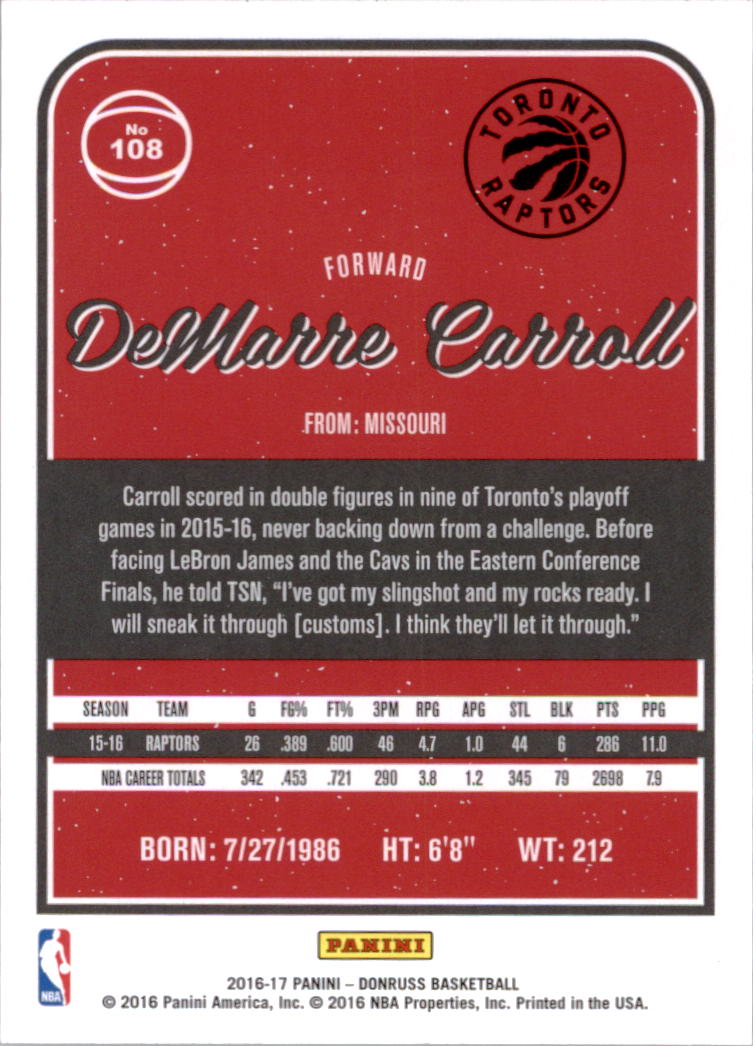 No
108
TORONTO
RAPTORS
FORWARD
DeMarre Carroll
FROM: MISSOURI
Carroll scored in double figures in nine of Toronto's playoff
games in 2015-16, never backing down from a challenge. Before
facing LeBron James and the Cavs in the Eastern Conference
Finals, he told TSN, “I've got my slingshot and my rocks ready. I
will sneak it through [customs]. I think they'll let it through.”
SEASON TEAM G FG% FT% 3PM RPG APG STL BLK PTS PPG
15-16 RAPTORS 26 .389 .600 46 4.7 1.0 44 6 286 11.0
NBA CAREER TOTALS 342 .453 .721 290 3.8 1.2 345 79 2698 7.9
BORN: 7/27/1986 HT: 6'8" WT: 212
PANINI
NBA
2016-17 PANINI – DONRUSS BASKETBALL
© 2016 Panini America, Inc. © 2016 NBA Properties, Inc. Printed in the USA.